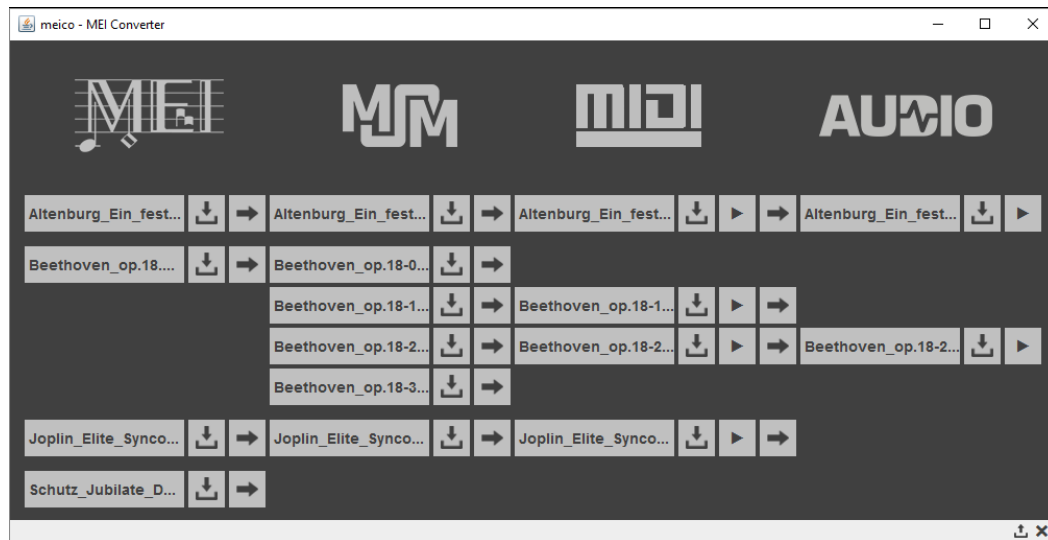 meico - MEI Converter
MEI MSM MIDI AUDIO
Altenburg_Ein_fest... Altenburg_Ein_fest... Altenburg_Ein_fest... Altenburg_Ein_fest...
Beethoven_op.18.... Beethoven_op.18-0...
Beethoven_op.18-1... Beethoven_op.18-1...
Beethoven_op.18-2... Beethoven_op.18-2... Beethoven_op.18-2...
Beethoven_op.18-3...
Joplin_Elite_Synco... Joplin_Elite_Synco... Joplin_Elite_Synco...
Schutz_Jubilate_D...